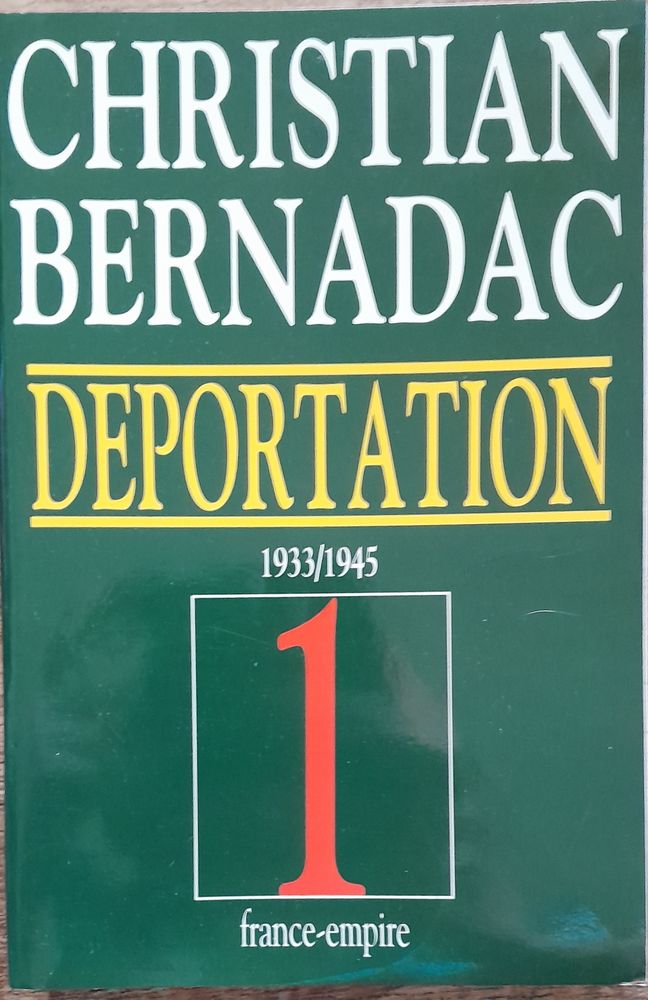 CHRISTIAN
BERNADAC
DEPORTATION
1933/1945
1
france-empire